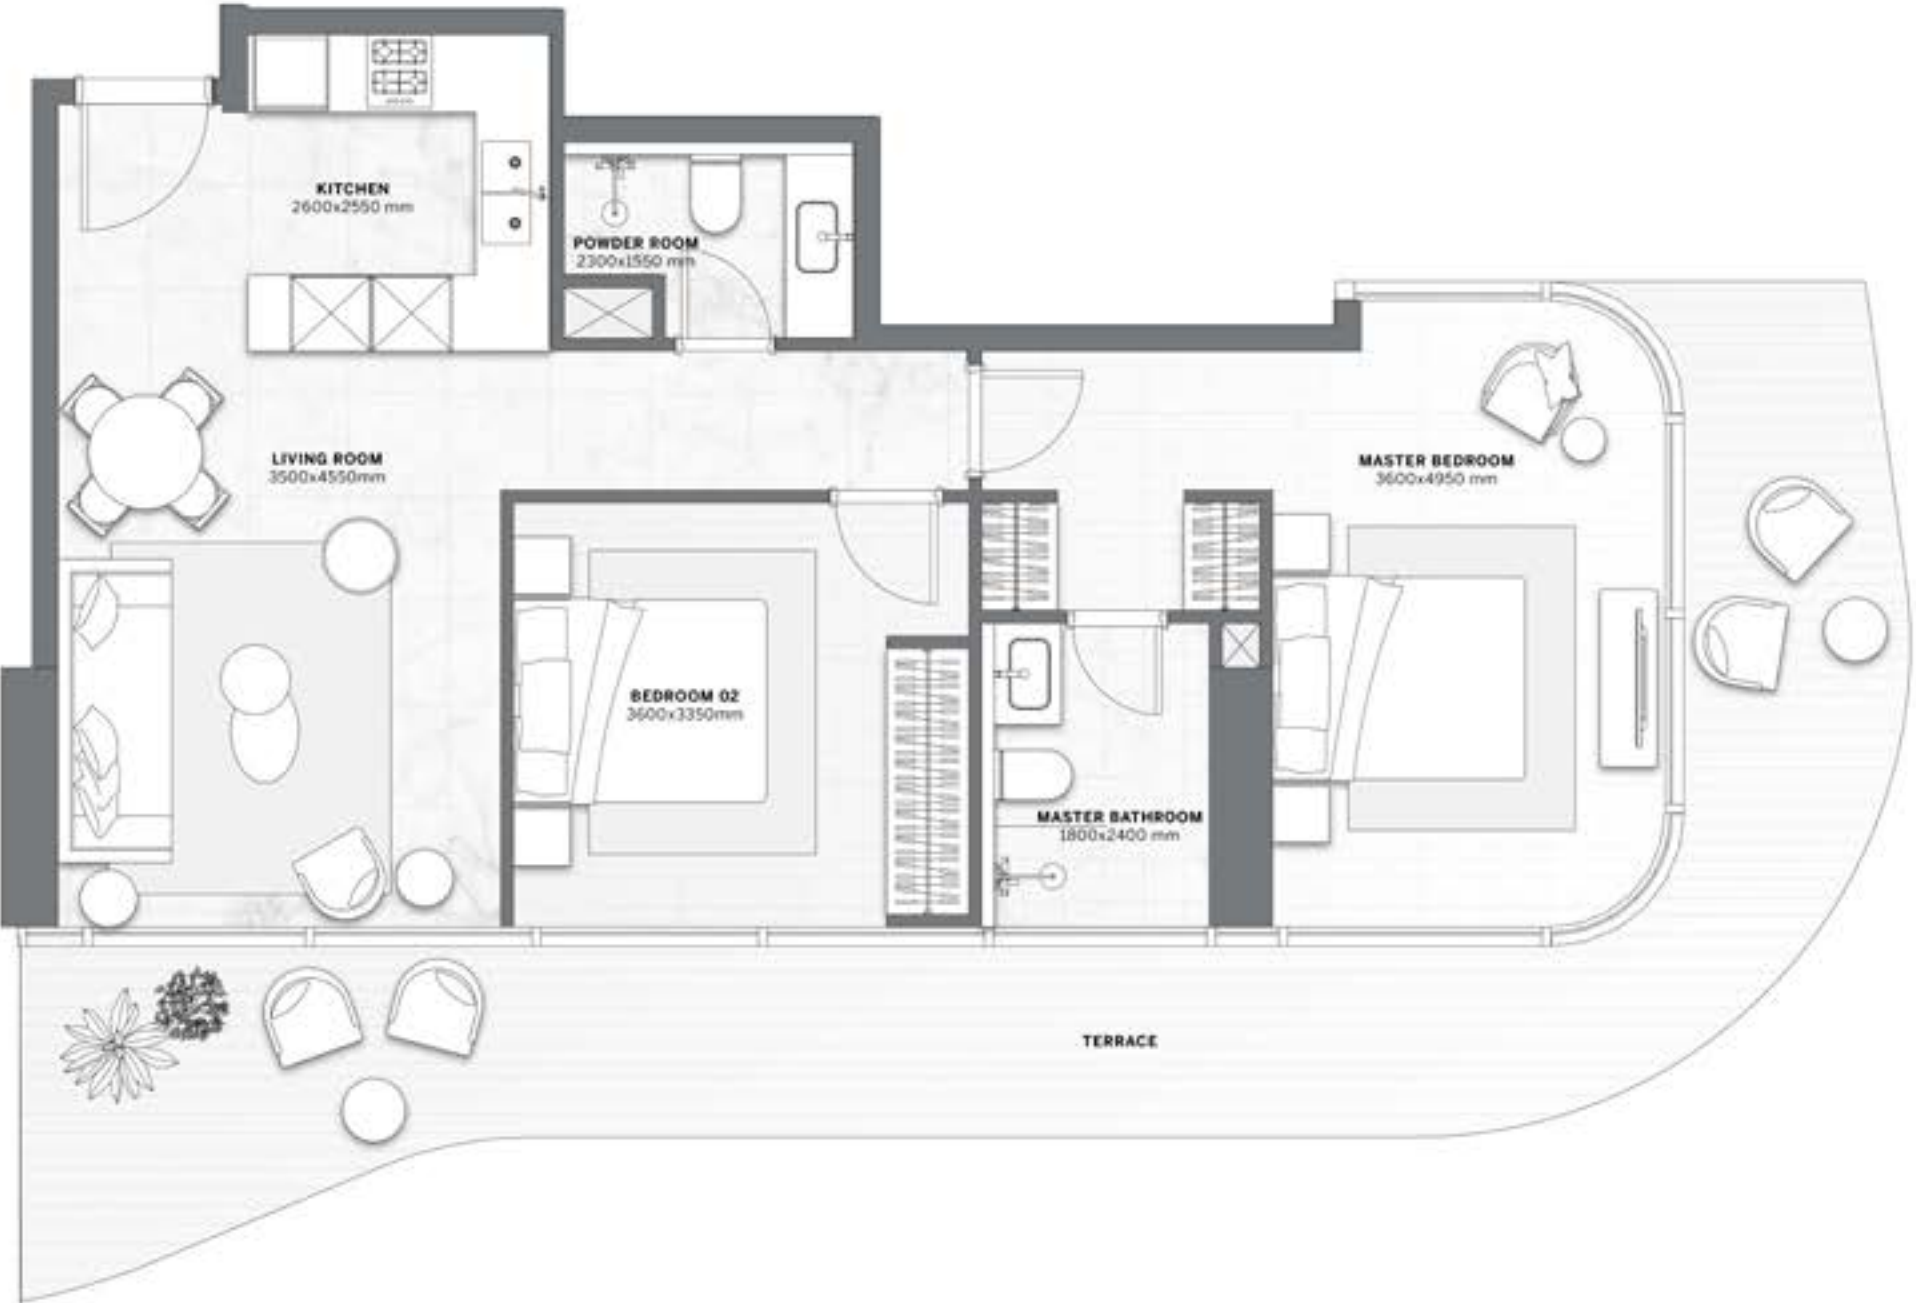 KITCHEN
2600x2550 mm
POWDER ROOM
2300x1550 mm
LIVING ROOM
3500x4550mm
MASTER BEDROOM
3600x4950 mm
BEDROOM 02
3600x3350mm
MASTER BATHROOM
1800x2400 mm
TERRACE